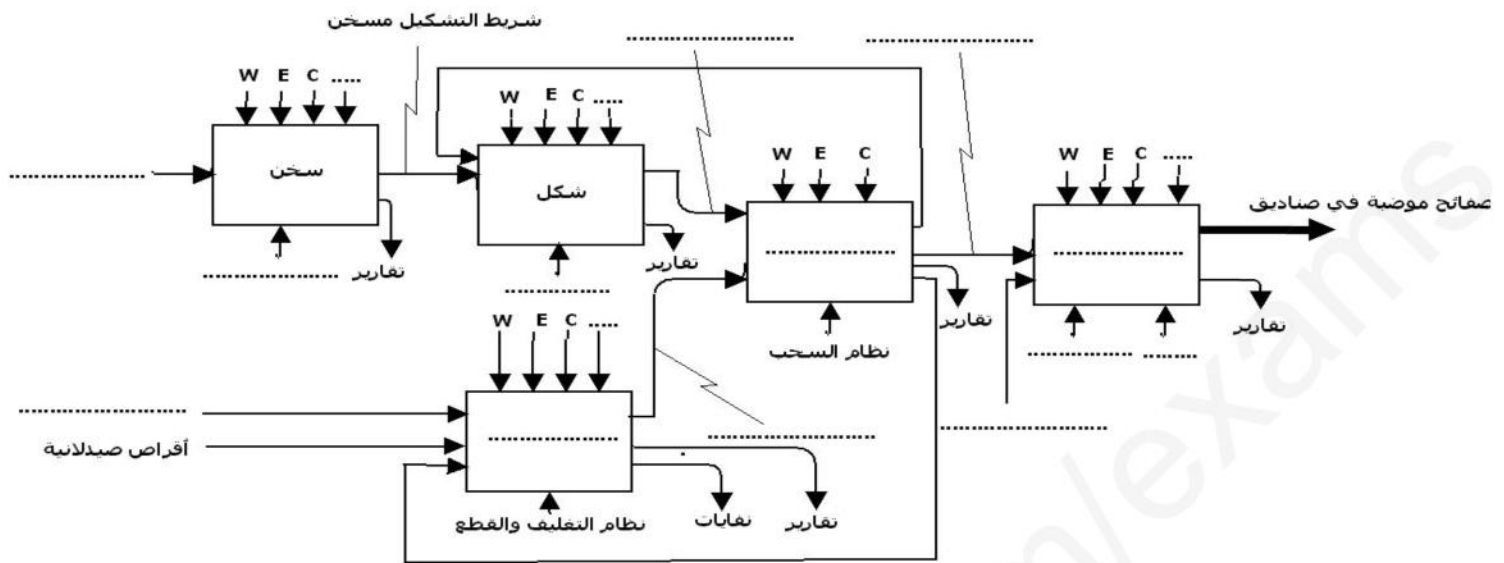 شريط التشكيل مسخن
.......................
.......................
W E C .....
سخن
.......................
تقارير
.......................
W E C .....
شكل
تقارير
.......................
W E C
.......................
تقارير
نظام السحب
W E C .....
.......................
صفائح موضبة في صناديق
تقارير
.................. .........
W E C .....
.......................
.......................
أقراص صيدلانية
.......................
.......................
نظام التغليف والقطع
نفايات
تقارير
m/exams